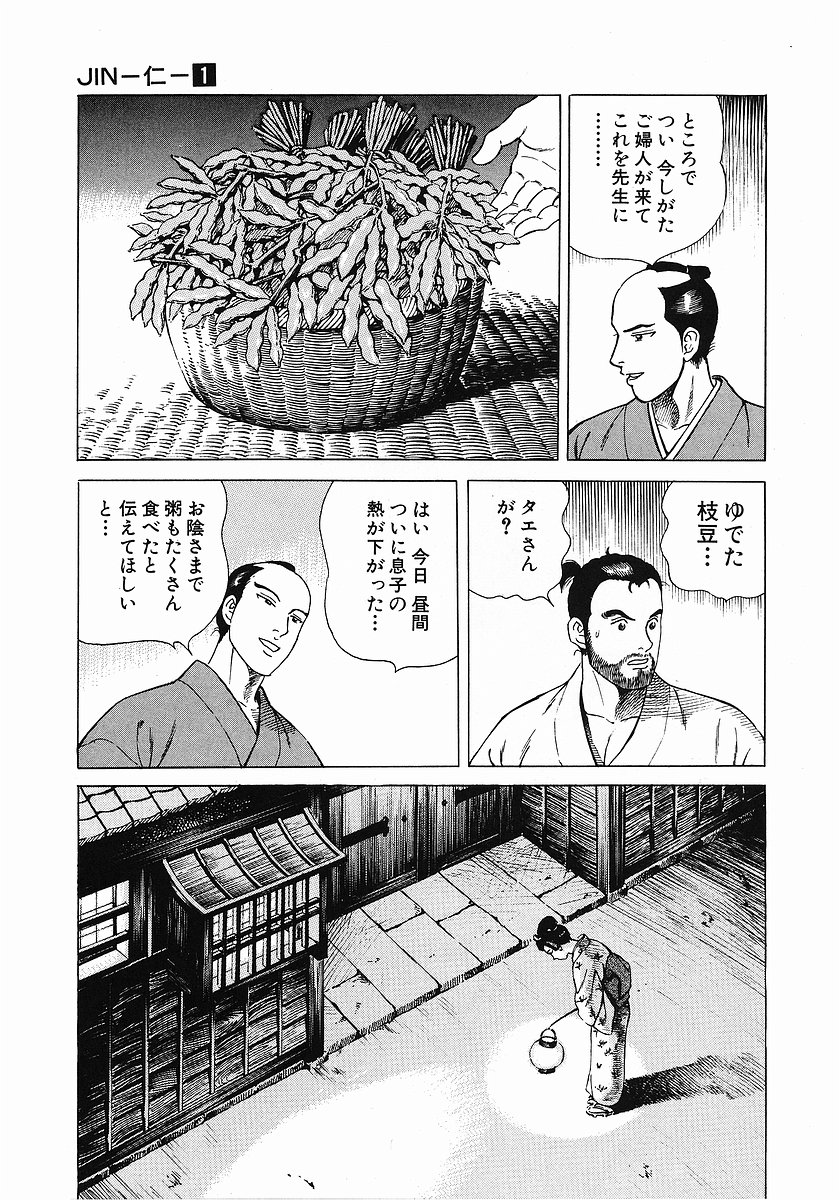 JIN―仁―1
ところで
つい 今しがた
ご婦人が来て
これを先生に
………
ゆでた
枝豆…
タエさん
が?
はい 今日 昼間
ついに息子の
熱が下がった…
お陰さまで
粥もたくさん
食べたと
伝えてほしい
と…